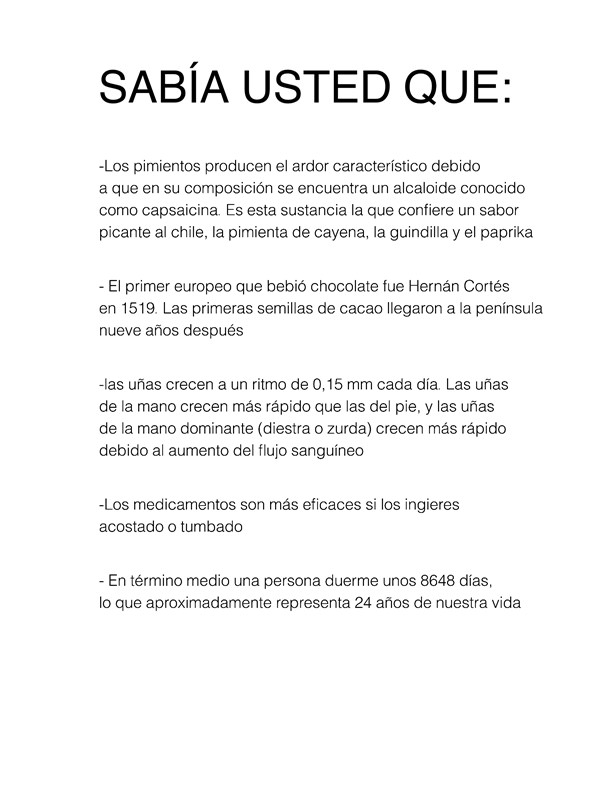 SABÍA USTED QUE:
-Los pimientos producen el ardor característico debido
a que en su composición se encuentra un alcaloide conocido
como capsaicina. Es esta sustancia la que confiere un sabor
picante al chile, la pimienta de cayena, la guindilla y el paprika
- El primer europeo que bebió chocolate fue Hernán Cortés
en 1519. Las primeras semillas de cacao llegaron a la península
nueve años después
-las uñas crecen a un ritmo de 0,15 mm cada día. Las uñas
de la mano crecen más rápido que las del pie, y las uñas
de la mano dominante (diestra o zurda) crecen más rápido
debido al aumento del flujo sanguíneo
-Los medicamentos son más eficaces si los ingieres
acostado o tumbado
- En término medio una persona duerme unos 8648 días,
lo que aproximadamente representa 24 años de nuestra vida